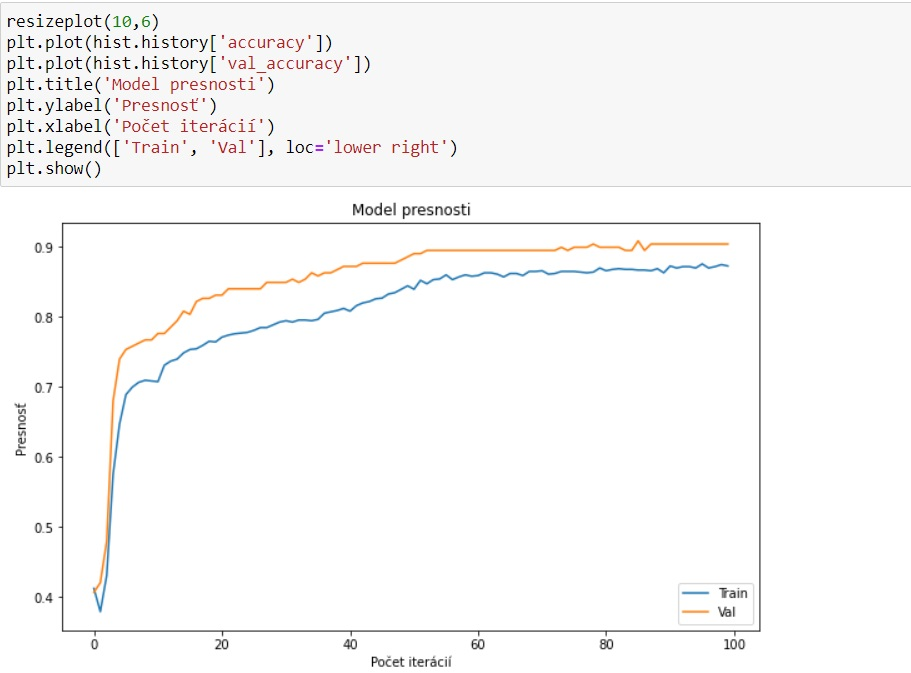 resizeplot(10,6)
plt.plot(hist.history['accuracy'])
plt.plot(hist.history['val_accuracy'])
plt.title('Model presnosti')
plt.ylabel('Presnosť')
plt.xlabel('Počet iterácií')
plt.legend(['Train', 'Val'], loc='lower right')
plt.show()
Model presnosti
0.9
0.8
0.7
0.6
0.5
0.4
Presnosť
Train
Val
0 20 40 60 80 100
Počet iterácií